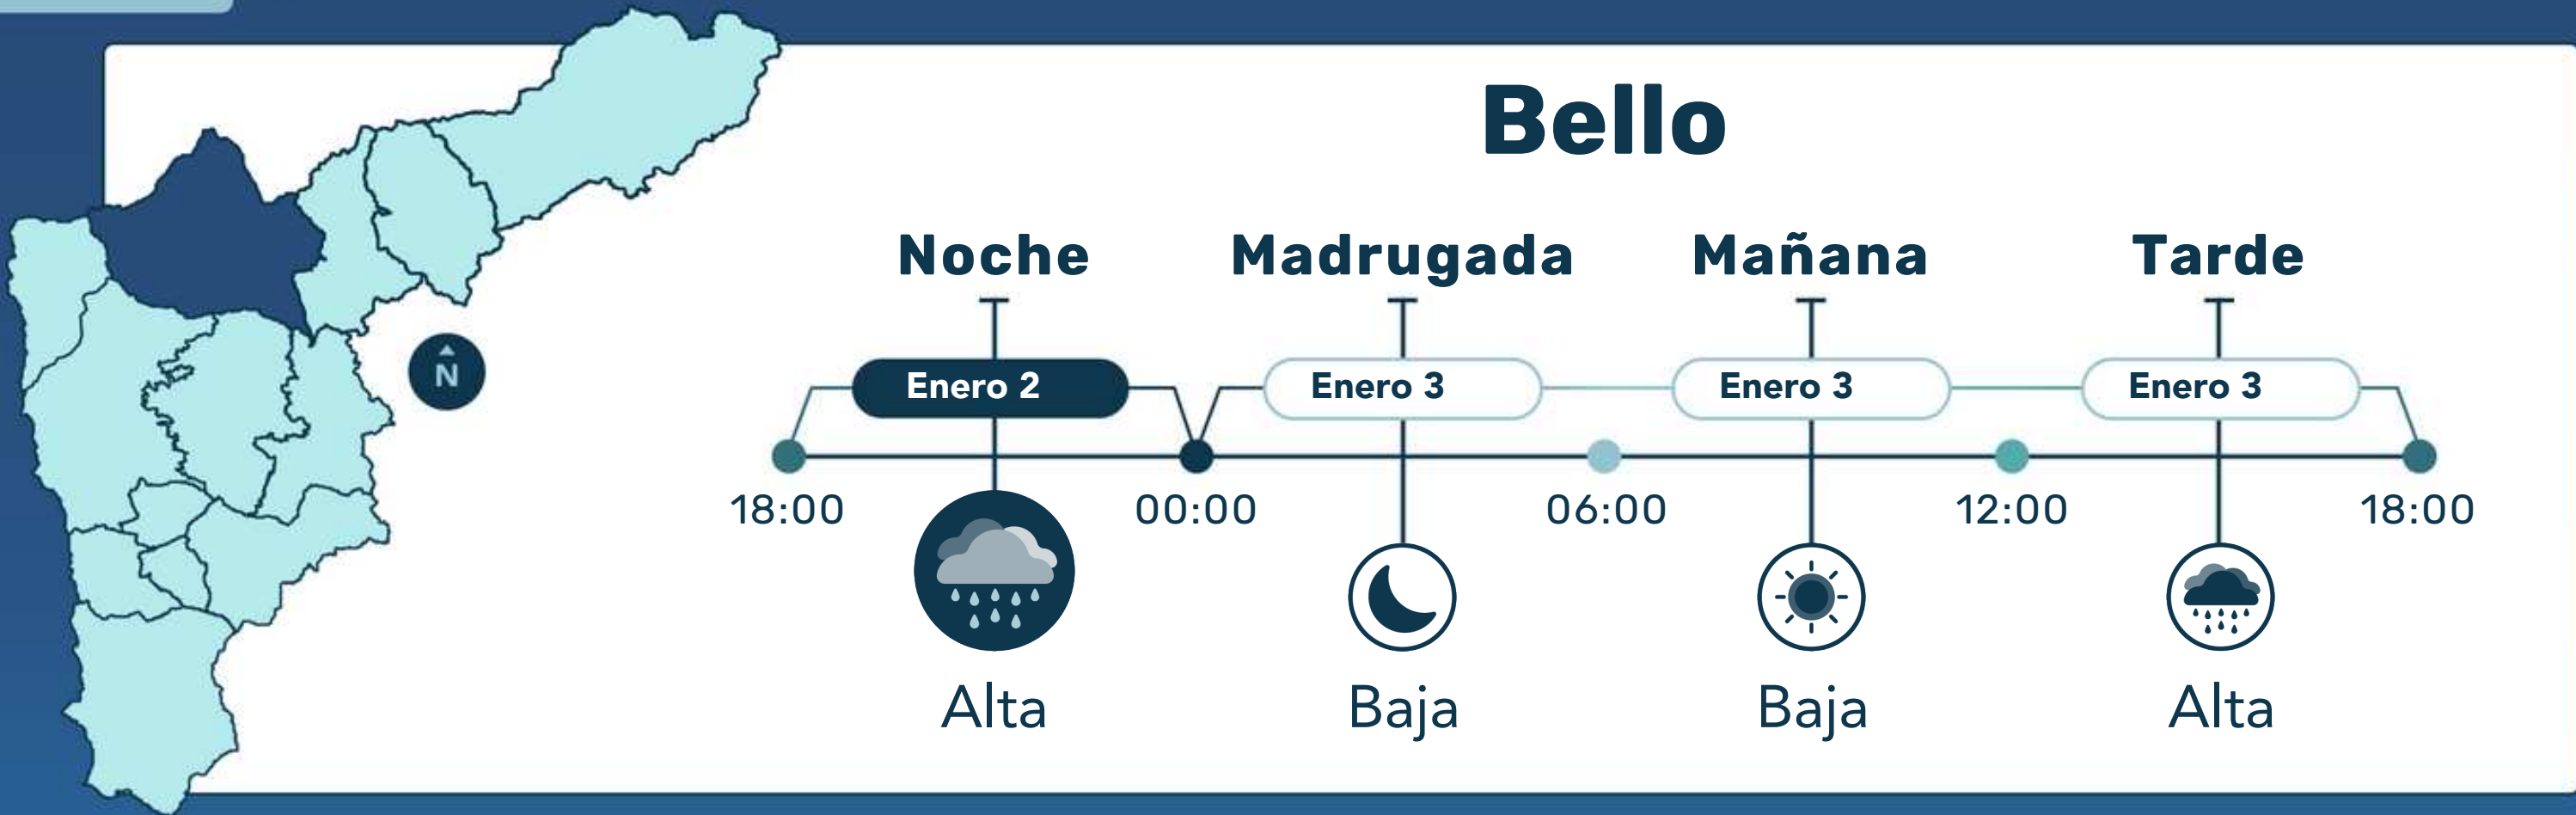 Bello
Noche Madrugada Mañana Tarde
Enero 2 Enero 3 Enero 3 Enero 3
N
18:00 00:00 06:00 12:00 18:00
Alta Baja Baja Alta